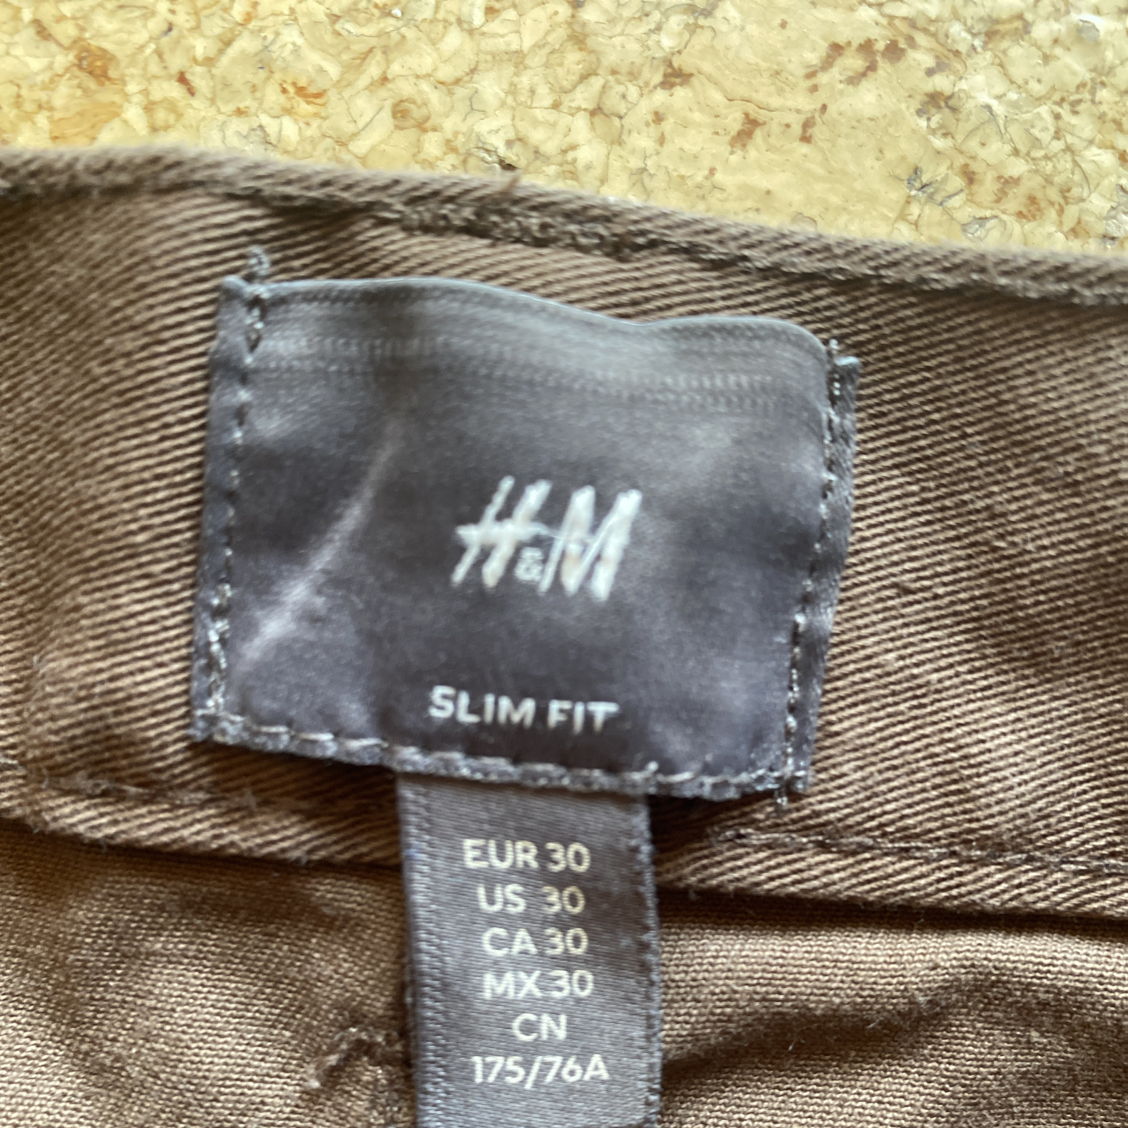 H&M
SLIM FIT
EUR 30
US 30
CA 30
MX 30
CN
175/76A